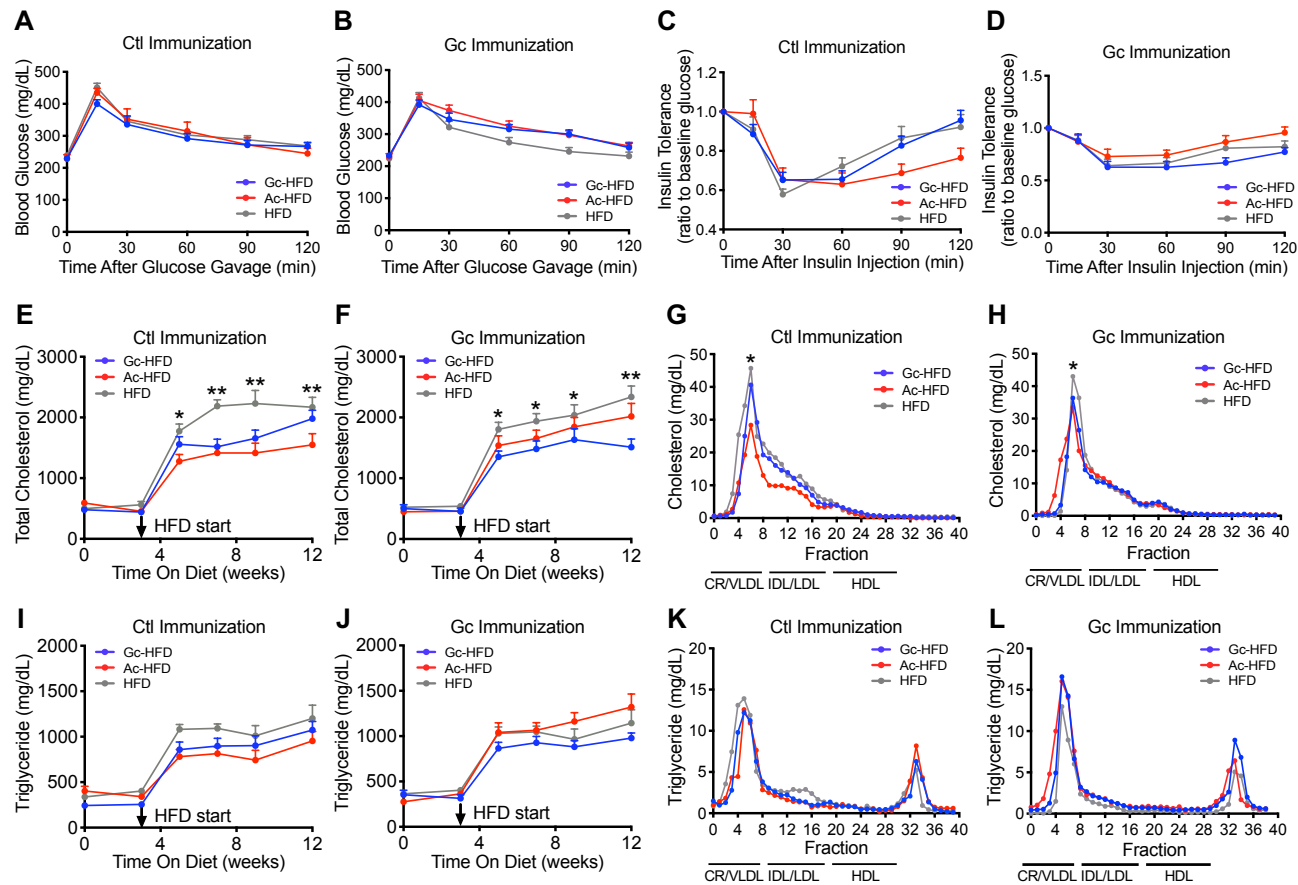 A
Ctl Immunization
Blood Glucose (mg/dL)
500
400
300
200
100
0
Gc-HFD
Ac-HFD
HFD
0 30 60 90 120
Time After Glucose Gavage (min)
B
Gc Immunization
Blood Glucose (mg/dL)
500
400
300
200
100
0
Gc-HFD
Ac-HFD
HFD
0 30 60 90 120
Time After Glucose Gavage (min)
C
Ctl Immunization
Insulin Tolerance
(ratio to baseline glucose)
1.2
1.0
0.8
0.6
0.4
Gc-HFD
Ac-HFD
HFD
0 30 60 90 120
Time After Insulin Injection (min)
D
Gc Immunization
Insulin Tolerance
(ratio to baseline glucose)
1.5
1.0
0.5
0.0
Gc-HFD
Ac-HFD
HFD
0 30 60 90 120
Time After Insulin Injection (min)
E
Ctl Immunization
Total Cholesterol (mg/dL)
3000
2000
1000
0
Gc-HFD
Ac-HFD
HFD
* ** ** **
HFD start
0 4 8 12
Time On Diet (weeks)
F
Gc Immunization
Total Cholesterol (mg/dL)
3000
2000
1000
0
Gc-HFD
Ac-HFD
HFD
* * * **
HFD start
0 4 8 12
Time On Diet (weeks)
G
Ctl Immunization
Cholesterol (mg/dL)
50
40
30
20
10
0
*
Gc-HFD
Ac-HFD
HFD
0 4 8 12 16 20 24 28 32 36 40
Fraction
CR/VLDL IDL/LDL HDL
H
Gc Immunization
Cholesterol (mg/dL)
50
40
30
20
10
0
*
Gc-HFD
Ac-HFD
HFD
0 4 8 12 16 20 24 28 32 36 40
Fraction
CR/VLDL IDL/LDL HDL
I
Ctl Immunization
Triglyceride (mg/dL)
2000
1500
1000
500
0
Gc-HFD
Ac-HFD
HFD
HFD start
0 4 8 12
Time On Diet (weeks)
J
Gc Immunization
Triglyceride (mg/dL)
2000
1500
1000
500
0
Gc-HFD
Ac-HFD
HFD
HFD start
0 4 8 12
Time On Diet (weeks)
K
Ctl Immunization
Triglyceride (mg/dL)
20
15
10
5
0
Gc-HFD
Ac-HFD
HFD
0 4 8 12 16 20 24 28 32 36 40
Fraction
CR/VLDL IDL/LDL HDL
L
Gc Immunization
Triglyceride (mg/dL)
20
15
10
5
0
Gc-HFD
Ac-HFD
HFD
0 4 8 12 16 20 24 28 32 36 40
Fraction
CR/VLDL IDL/LDL HDL